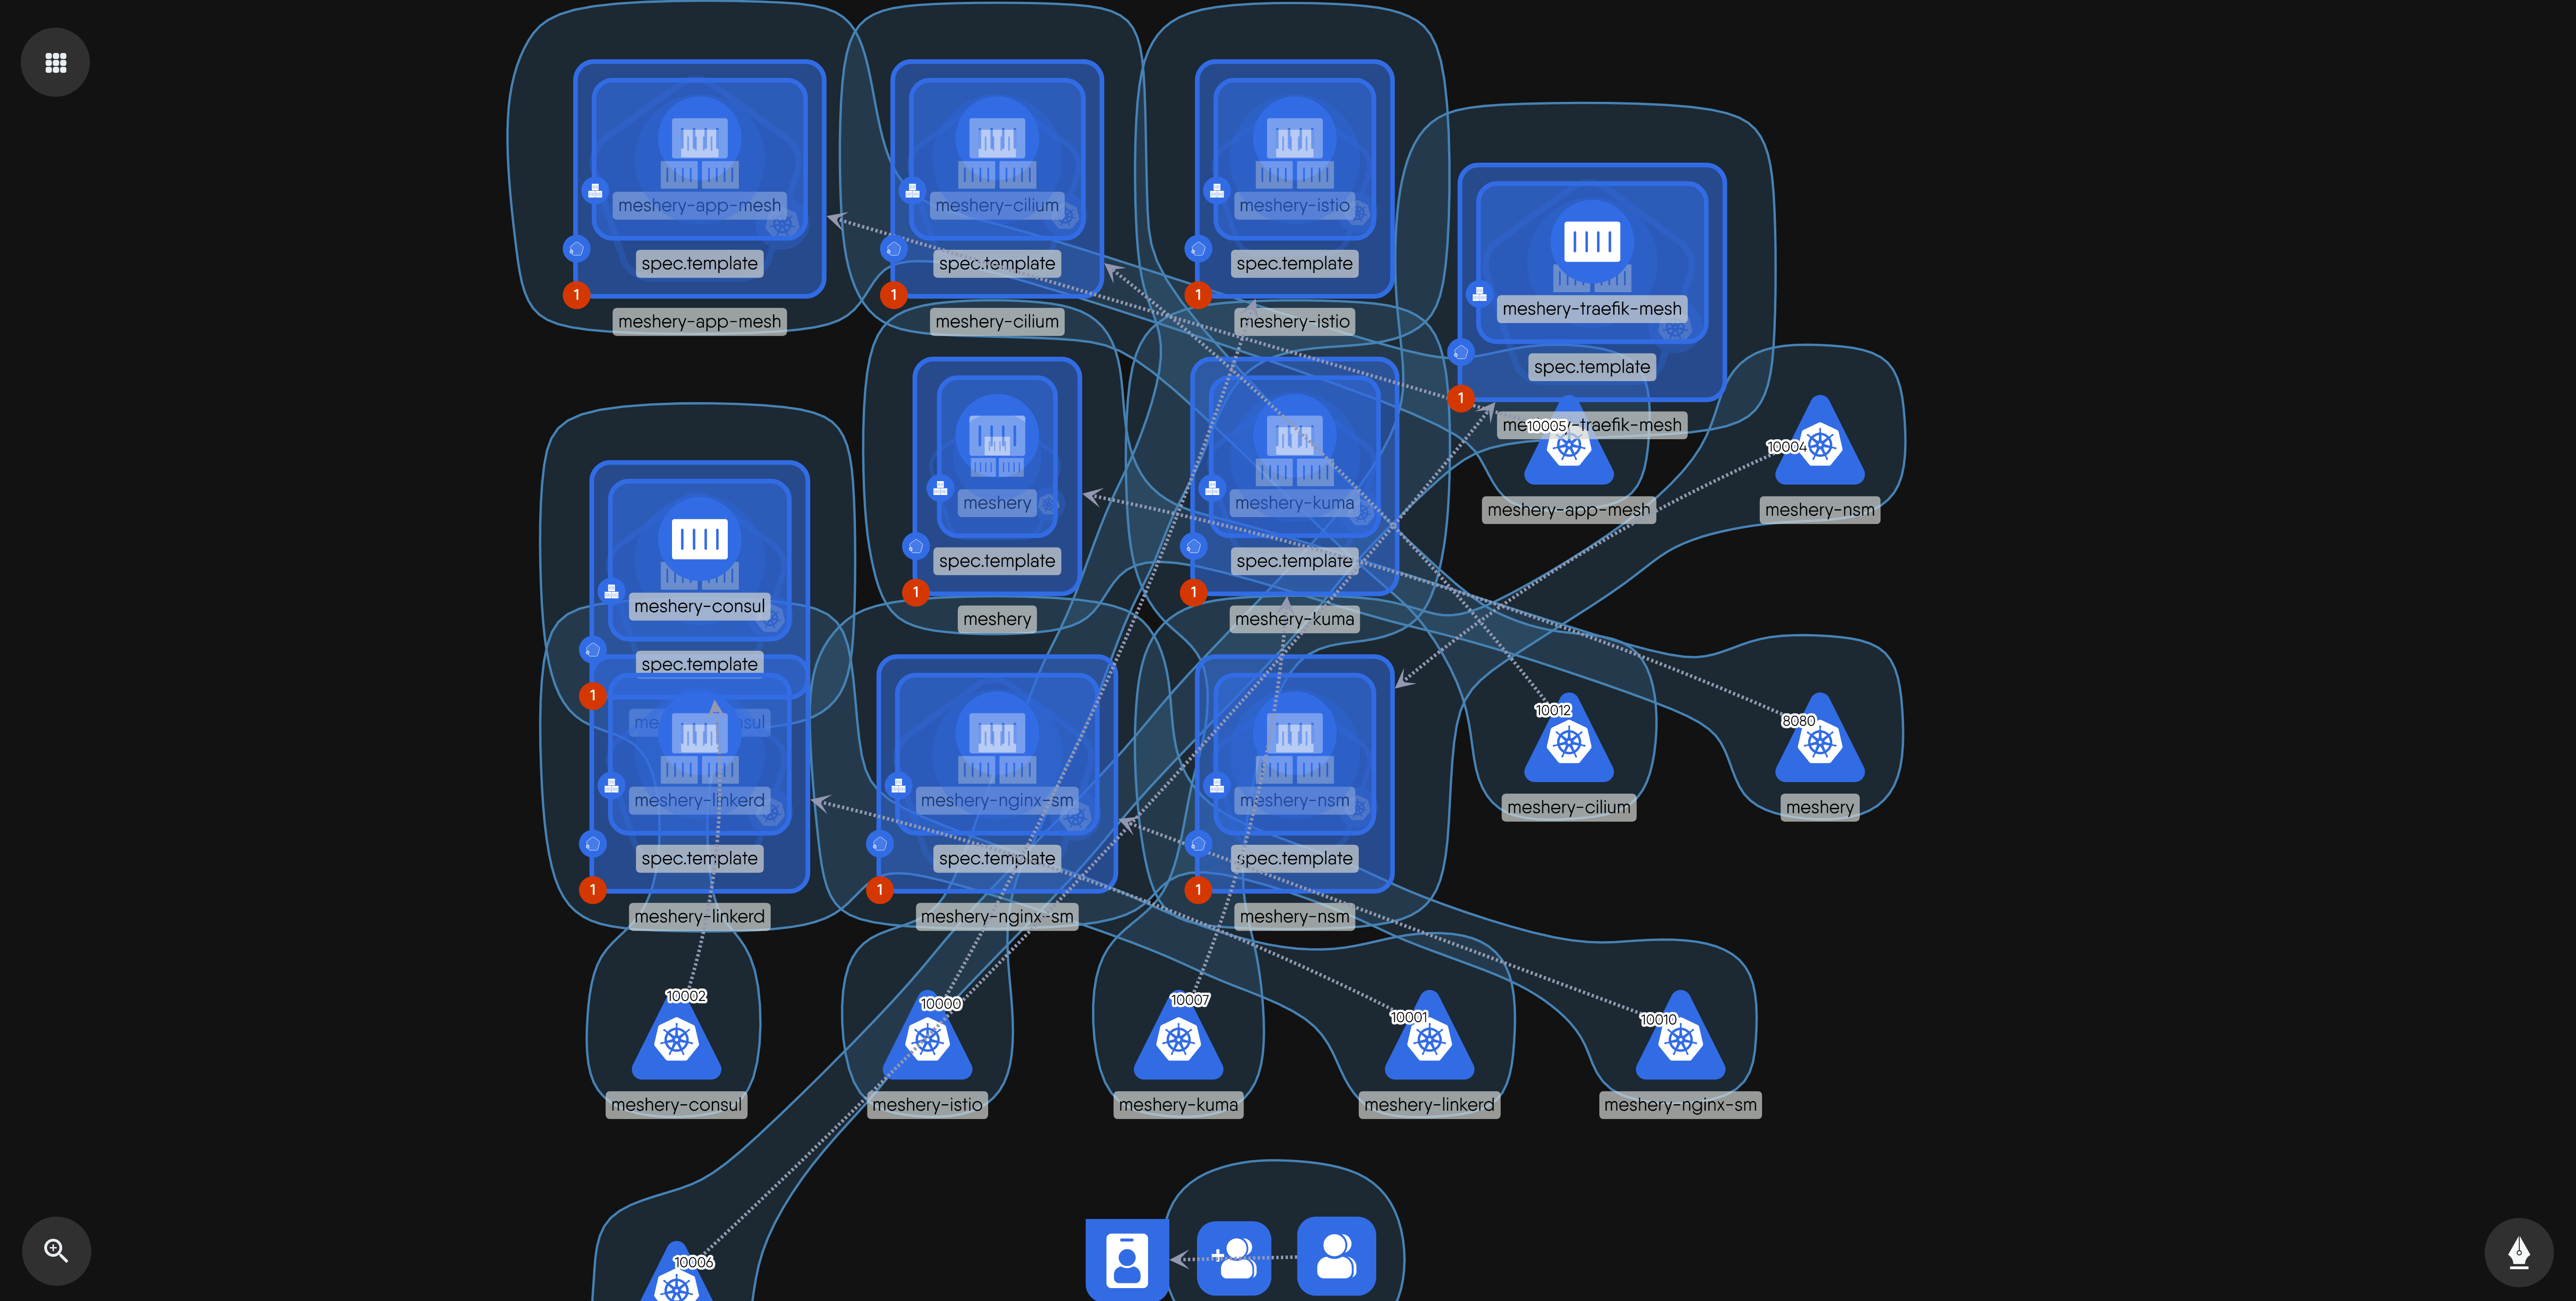 meshery-app-mesh
spec.template
1
meshery-app-mesh
meshery-cilium
spec.template
1
meshery-cilium
meshery-istio
spec.template
1
meshery-istio
meshery-traefik-mesh
spec.template
1
-traefik-mesh
10005
meshery-app-mesh
10004
meshery-nsm
meshery
spec.template
1
meshery
meshery-kuma
spec.template
1
meshery-kuma
meshery-consul
spec.template
1
meshery-linkerd
spec.template
1
meshery-linkerd
meshery-nginx-sm
spec.template
1
meshery-nginx-sm
meshery-nsm
spec.template
1
meshery-nsm
10012
meshery-cilium
8080
meshery
10002
meshery-consul
10000
meshery-istio
10007
meshery-kuma
10001
meshery-linkerd
10010
meshery-nginx-sm
10006